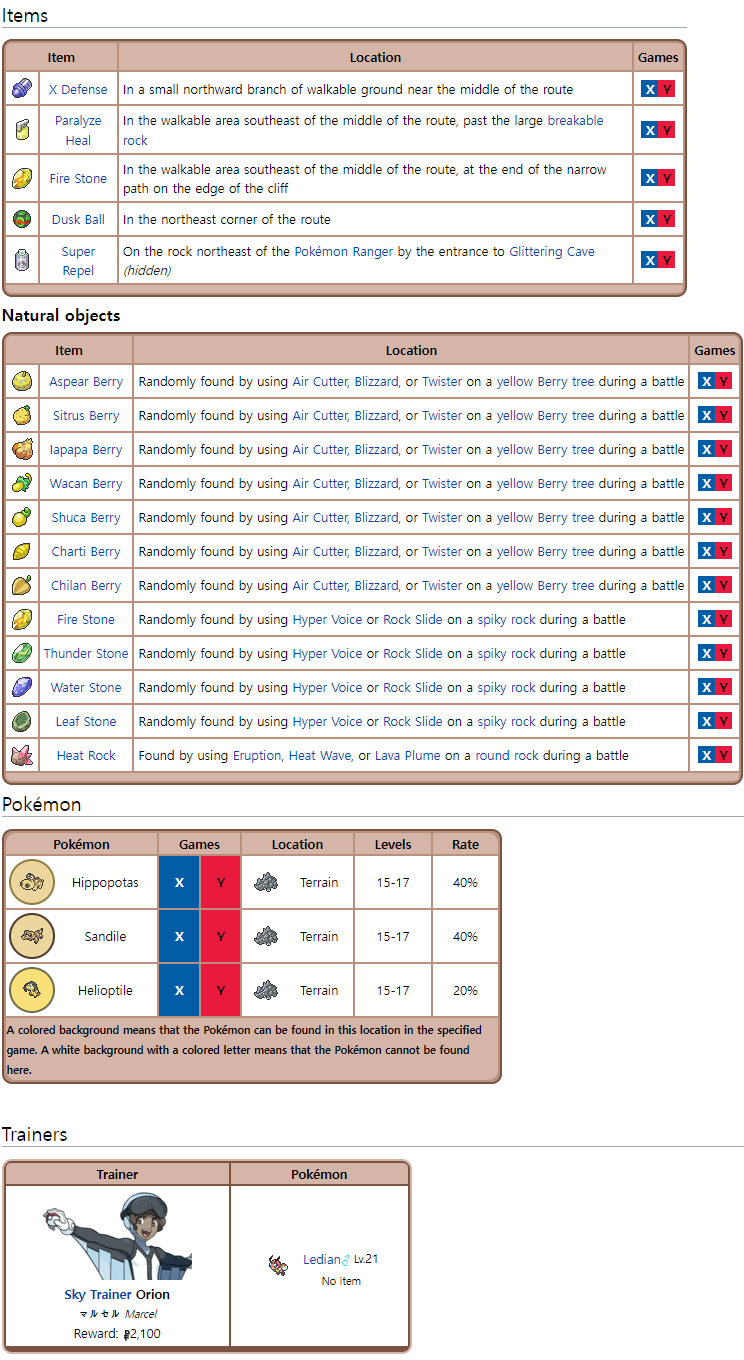 Items
Item Location Games
X Defense In a small northward branch of walkable ground near the middle of the route X Y
Paralyze
Heal
In the walkable area southeast of the middle of the route, past the large breakable
rock
X Y
Fire Stone
In the walkable area southeast of the middle of the route, at the end of the narrow
path on the edge of the cliff
X Y
Dusk Ball In the northeast corner of the route X Y
Super
Repel
On the rock northeast of the Pokémon Ranger by the entrance to Glittering Cave
(hidden)
X Y
Natural objects
Item Location Games
Aspear Berry Randomly found by using Air Cutter, Blizzard, or Twister on a yellow Berry tree during a battle X Y
Sitrus Berry Randomly found by using Air Cutter, Blizzard, or Twister on a yellow Berry tree during a battle X Y
Iapapa Berry Randomly found by using Air Cutter, Blizzard, or Twister on a yellow Berry tree during a battle X Y
Wacan Berry Randomly found by using Air Cutter, Blizzard, or Twister on a yellow Berry tree during a battle X Y
Shuca Berry Randomly found by using Air Cutter, Blizzard, or Twister on a yellow Berry tree during a battle X Y
Charti Berry Randomly found by using Air Cutter, Blizzard, or Twister on a yellow Berry tree during a battle X Y
Chilan Berry Randomly found by using Air Cutter, Blizzard, or Twister on a yellow Berry tree during a battle X Y
Fire Stone Randomly found by using Hyper Voice or Rock Slide on a spiky rock during a battle X Y
Thunder Stone Randomly found by using Hyper Voice or Rock Slide on a spiky rock during a battle X Y
Water Stone Randomly found by using Hyper Voice or Rock Slide on a spiky rock during a battle X Y
Leaf Stone Randomly found by using Hyper Voice or Rock Slide on a spiky rock during a battle X Y
Heat Rock Found by using Eruption, Heat Wave, or Lava Plume on a round rock during a battle X Y
Pokémon
Pokémon Games Location Levels Rate
Hippopotas X Y Terrain 15-17 40%
Sandile X Y Terrain 15-17 40%
Helioptile X Y Terrain 15-17 20%
A colored background means that the Pokémon can be found in this location in the specified
game. A white background with a colored letter means that the Pokémon cannot be found
here.
Trainers
Trainer Pokémon
Ledian♂ Lv.21
No item
Sky Trainer Orion
マルセル Marcel
Reward: ₽2,100